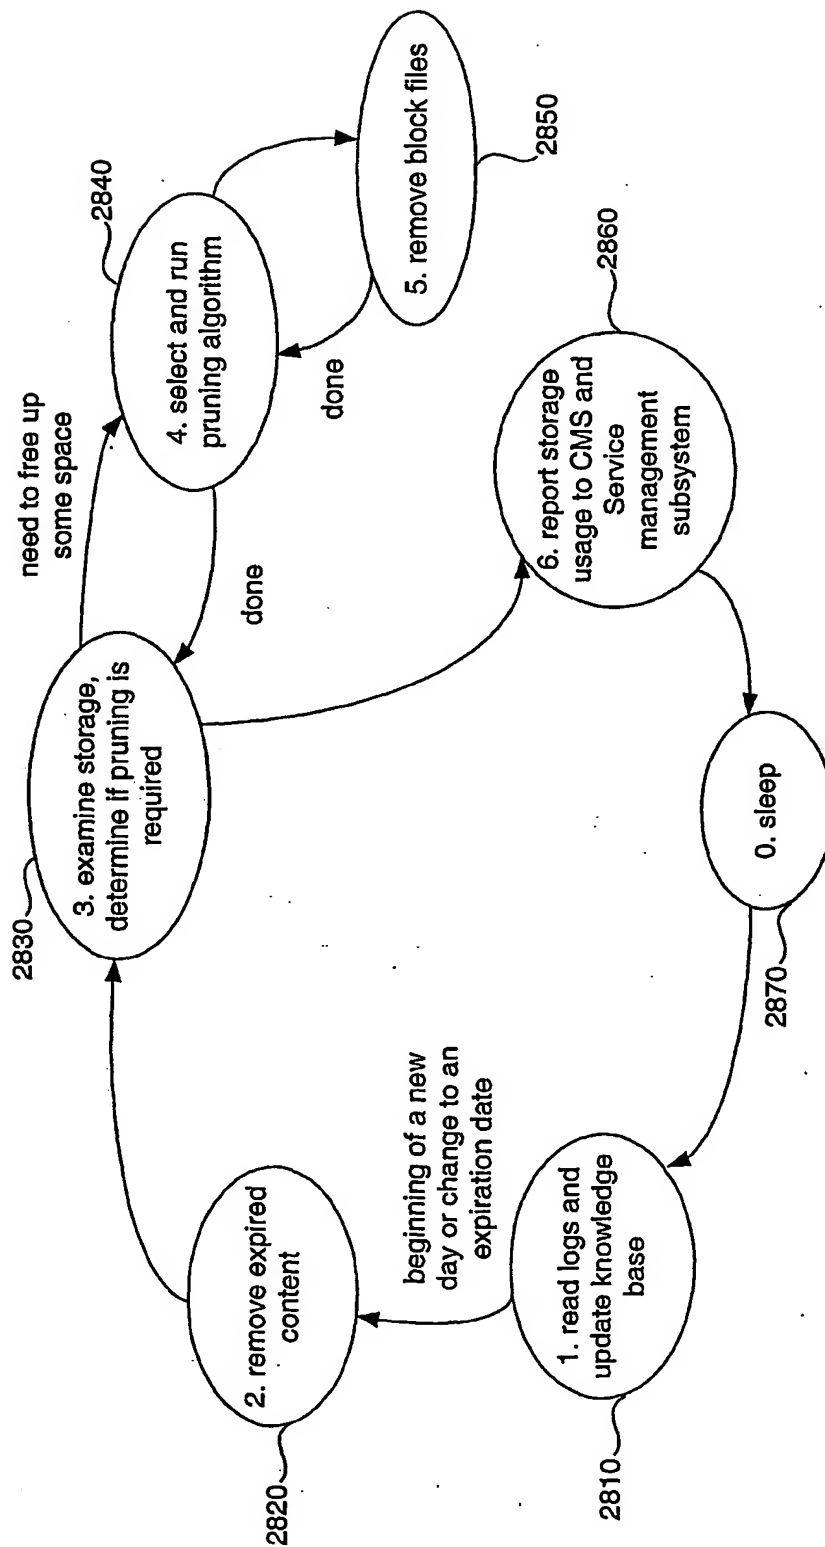 2830
3. examine storage,
determine if pruning is
required
need to free up
some space
2840
4. select and run
pruning algorithm
done
done
5. remove block files
2850
2820
2. remove expired
content
beginning of a new
day or change to an
expiration date
2810
1. read logs and
update knowledge
base
2860
6. report storage
usage to CMS and
Service
management
subsystem
0. sleep
2870